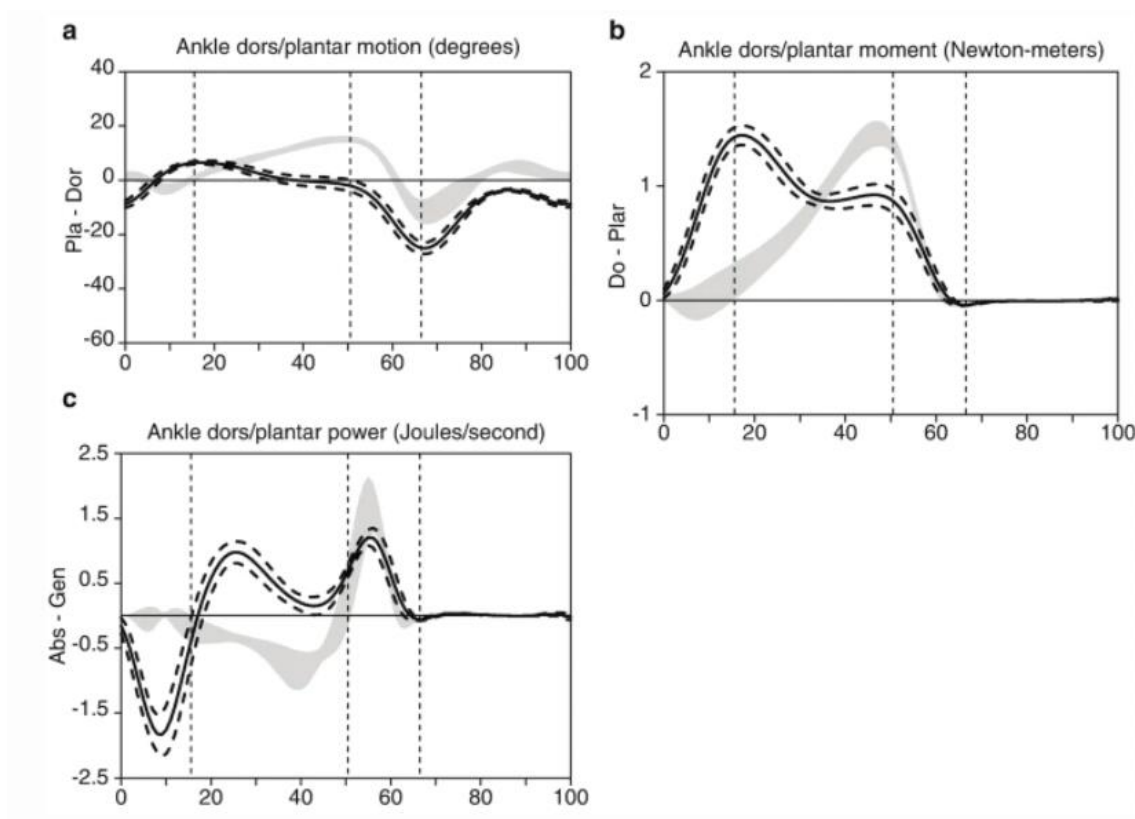 a
Ankle dors/plantar motion (degrees)
40
20
0
-20
-40
-60
Pla - Dor
0 20 40 60 80 100
b
Ankle dors/plantar moment (Newton-meters)
2
1
0
-1
Do - Plar
0 20 40 60 80 100
c
Ankle dors/plantar power (Joules/second)
2.5
1.5
0.5
-0.5
-1.5
-2.5
Abs - Gen
0 20 40 60 80 100